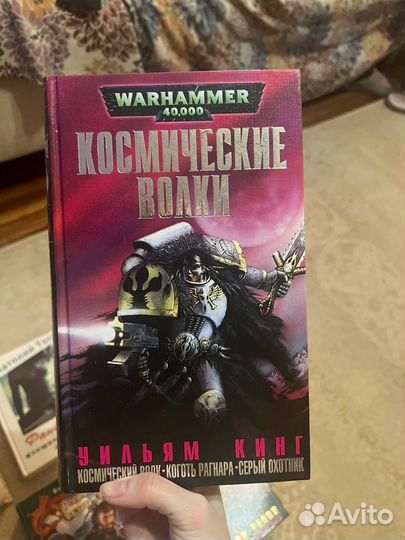 WARHAMMER
40,000
КОСМИЧЕСКИЕ
ВОЛКИ
УИЛЬЯМ КИНГ
КОСМИЧЕСКИЙ ВОЛК • КОГОТЬ РАГНАРА • СЕРЫЙ ОХОТНИК
Avito